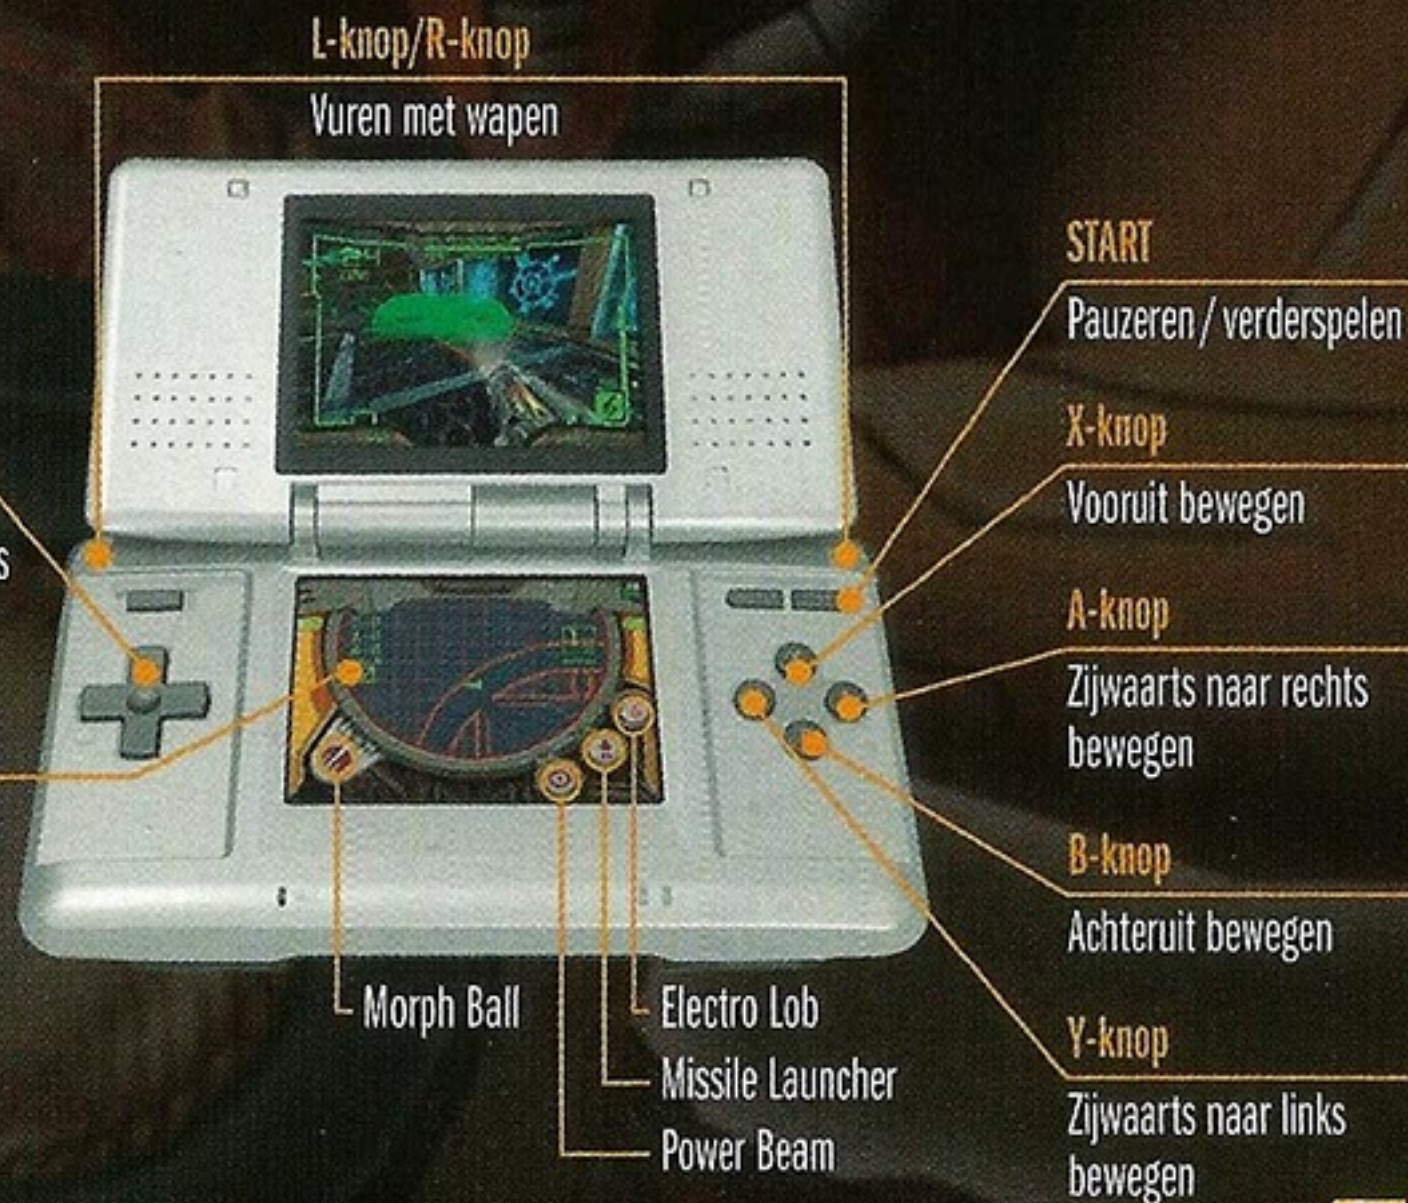 L-knop/R-knop
Vuren met wapen
START
Pauzeren / verderspelen
X-knop
Vooruit bewegen
s
A-knop
Zijwaarts naar rechts
bewegen
B-knop
Achteruit bewegen
Morph Ball
Electro Lob
Missile Launcher
Power Beam
Y-knop
Zijwaarts naar links
bewegen